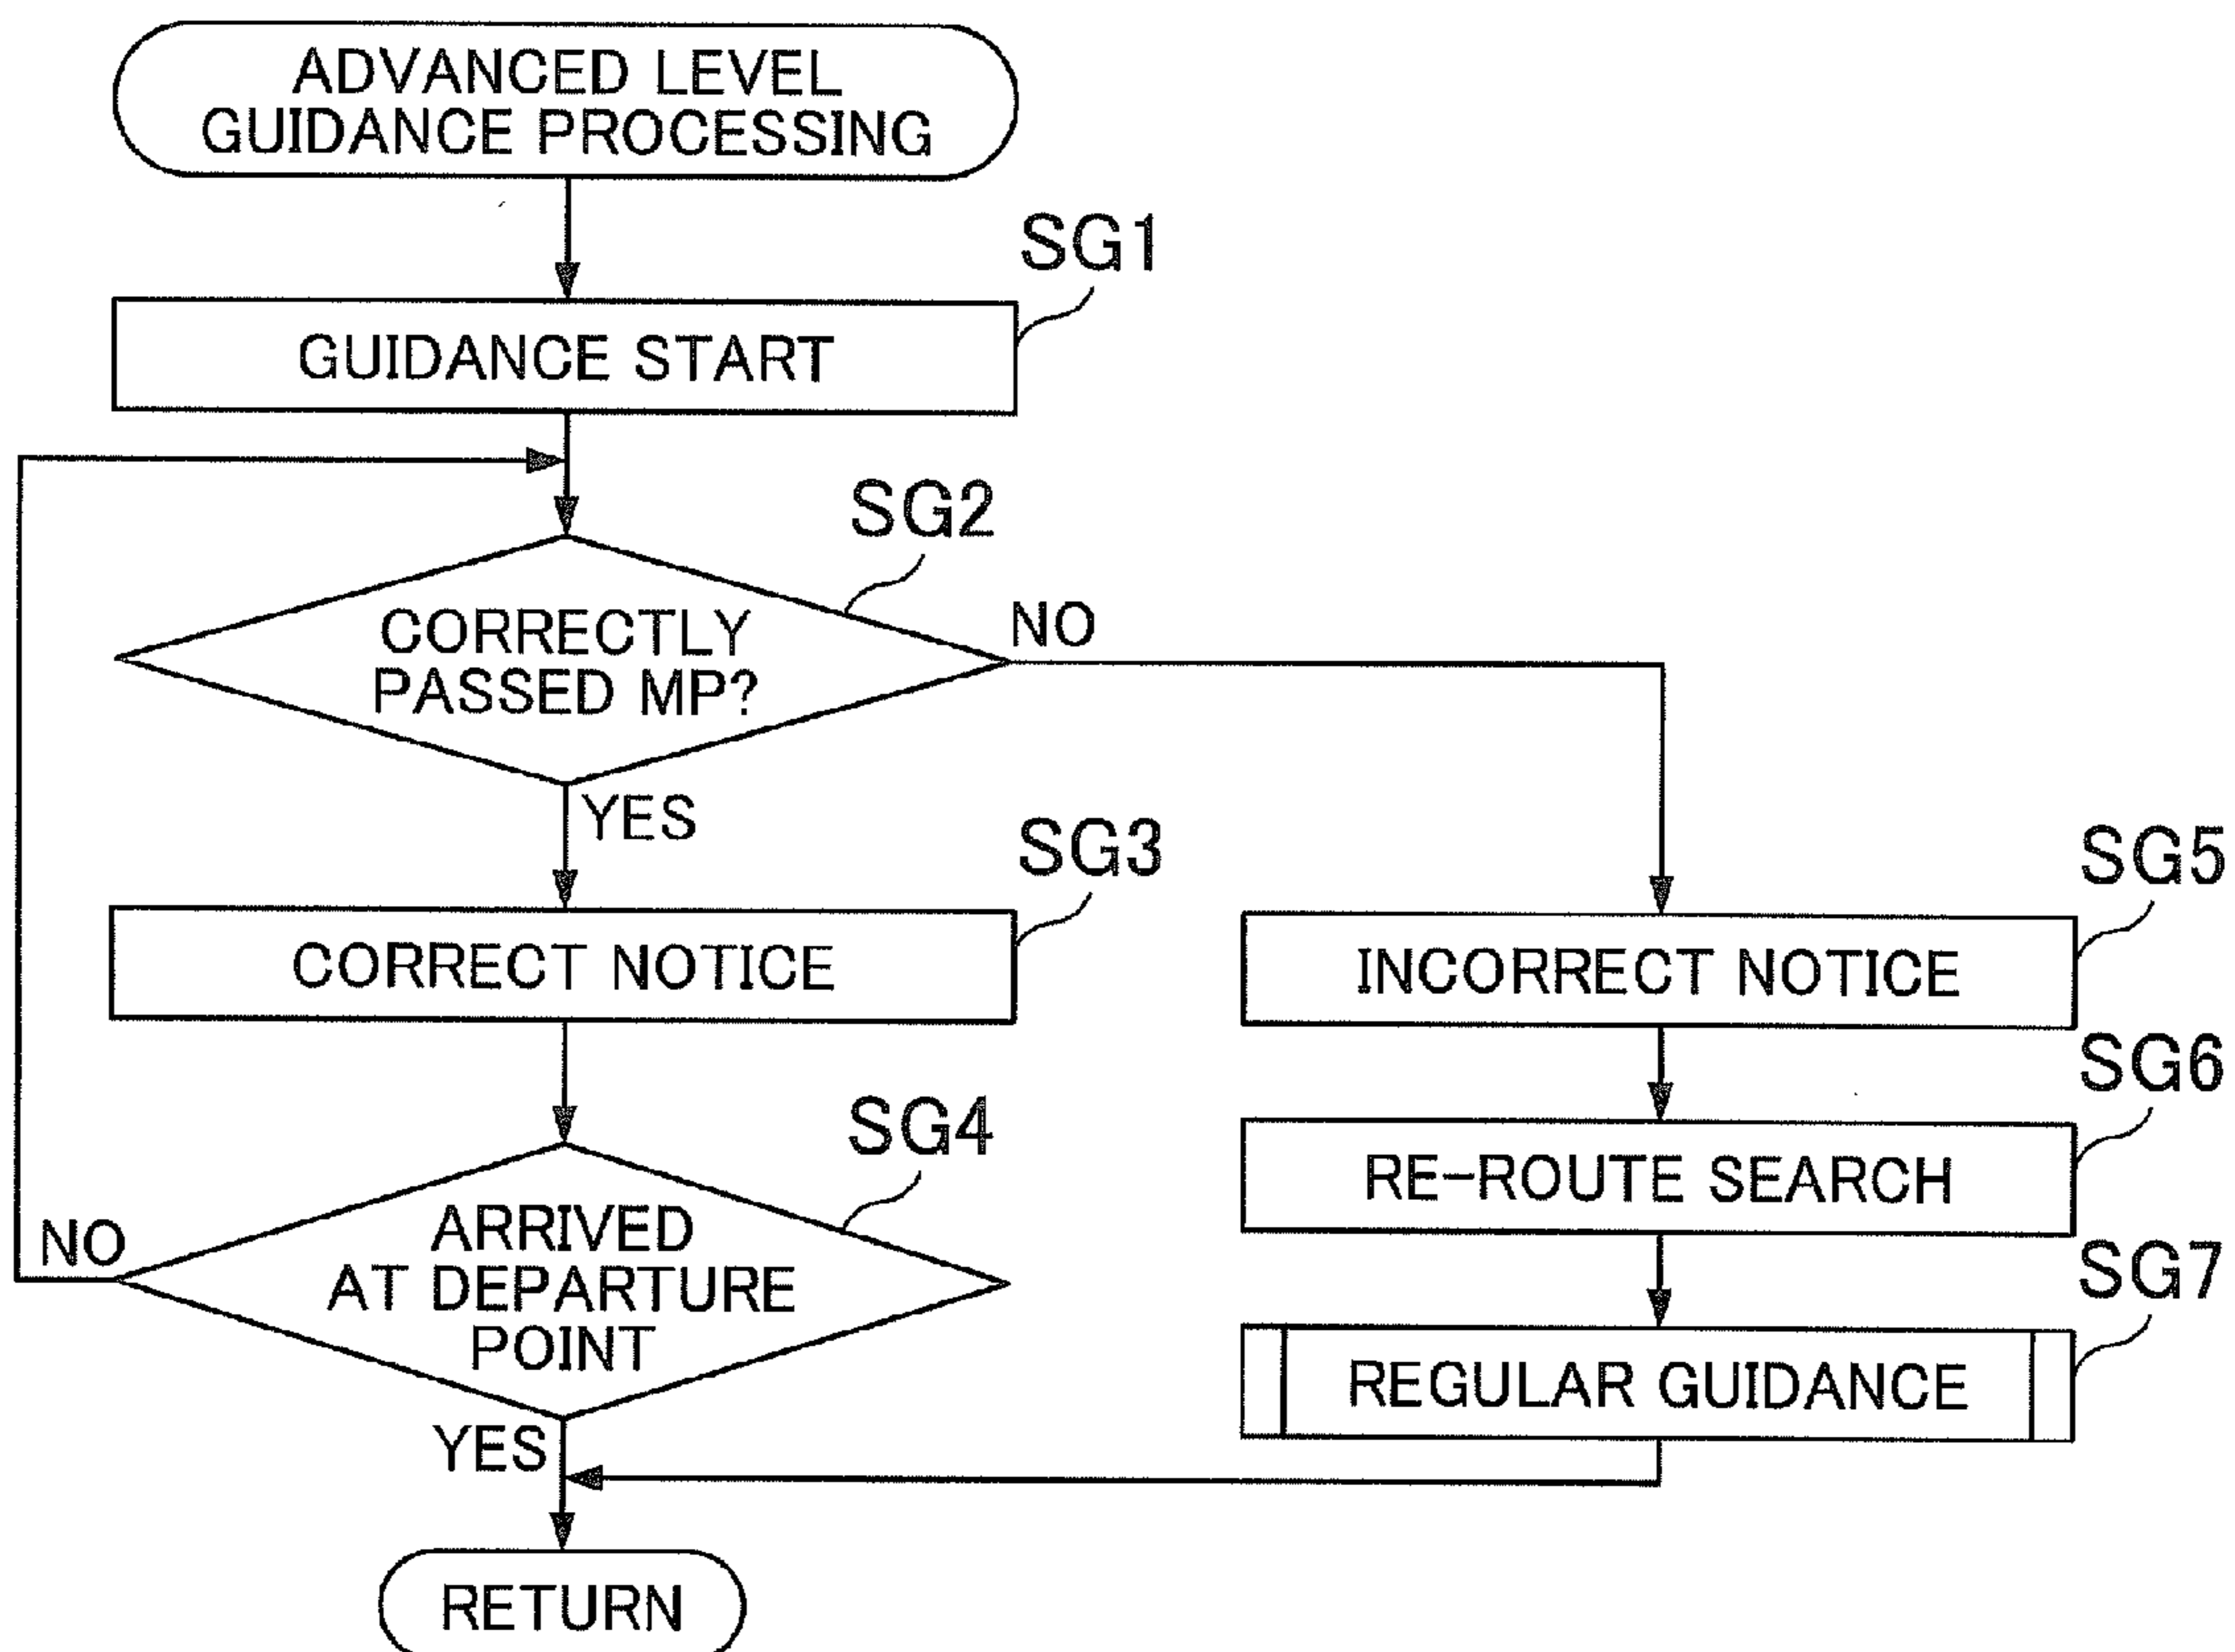 ADVANCED LEVEL
GUIDANCE PROCESSING
SG1
GUIDANCE START
SG2
CORRECTLY
PASSED MP?
NO
YES
SG3
CORRECT NOTICE
SG5
INCORRECT NOTICE
SG6
RE-ROUTE SEARCH
SG4
ARRIVED
AT DEPARTURE
POINT
NO
YES
SG7
REGULAR GUIDANCE
RETURN